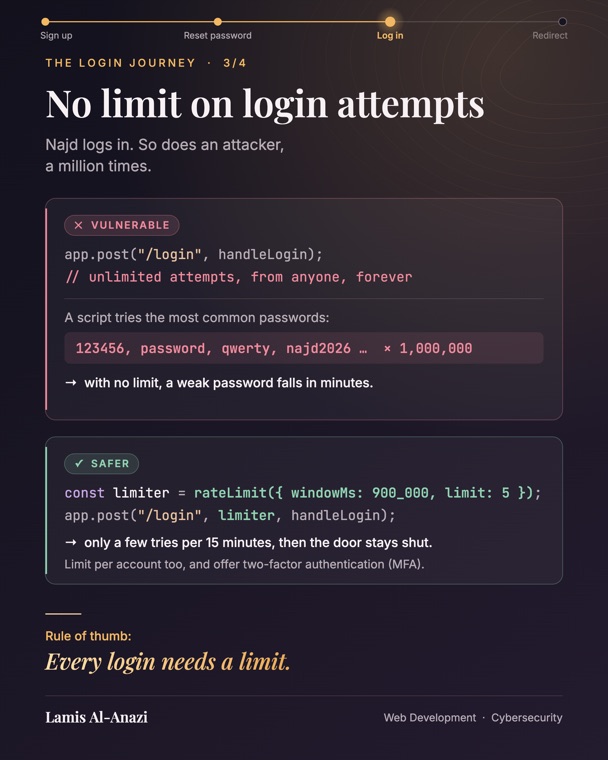 Sign up
Reset password
Log in
Redirect
THE LOGIN JOURNEY · 3/4
No limit on login attempts
Najd logs in. So does an attacker,
a million times.
✕ VULNERABLE
app.post("/login", handleLogin);
// unlimited attempts, from anyone, forever
A script tries the most common passwords:
123456, password, qwerty, najd2026 … × 1,000,000
→ with no limit, a weak password falls in minutes.
✓ SAFER
const limiter = rateLimit({ windowMs: 900_000, limit: 5 });
app.post("/login", limiter, handleLogin);
→ only a few tries per 15 minutes, then the door stays shut.
Limit per account too, and offer two-factor authentication (MFA).
Rule of thumb:
Every login needs a limit.
Lamis Al-Anazi
Web Development · Cybersecurity